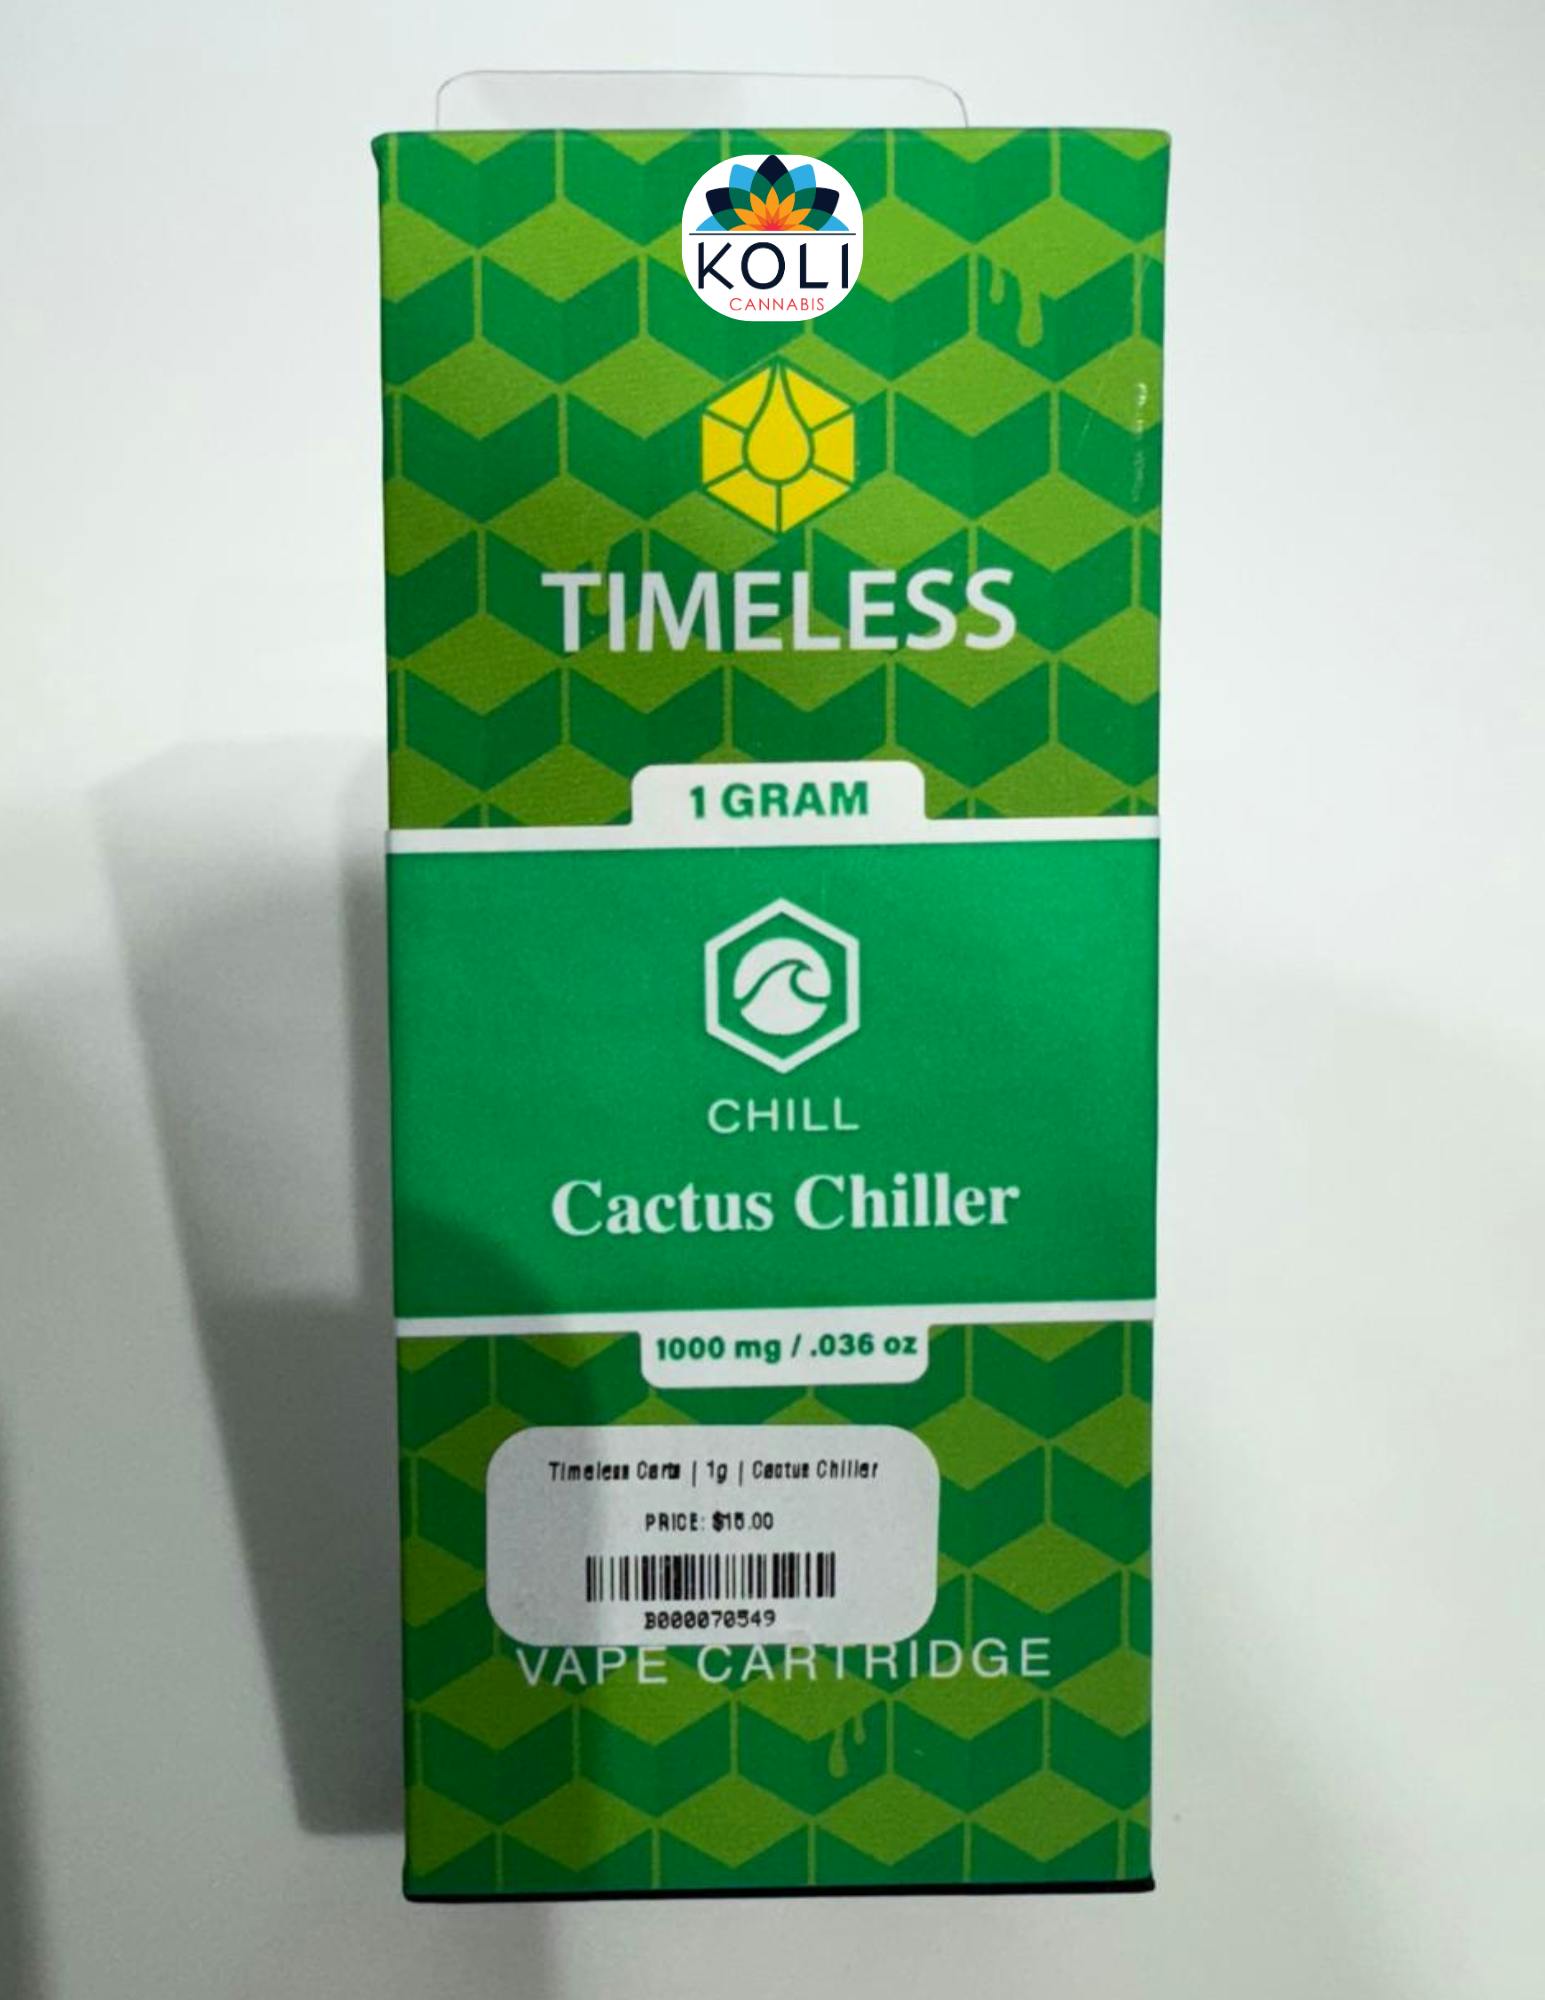 KOLI
CANNABIS
TIMELESS
1 GRAM
CHILL
Cactus Chiller
1000 mg / .036 oz
Timeless Carts | 1g | Cactus Chiller
PRICE: $15.00
B000070549
VAPE CARTRIDGE